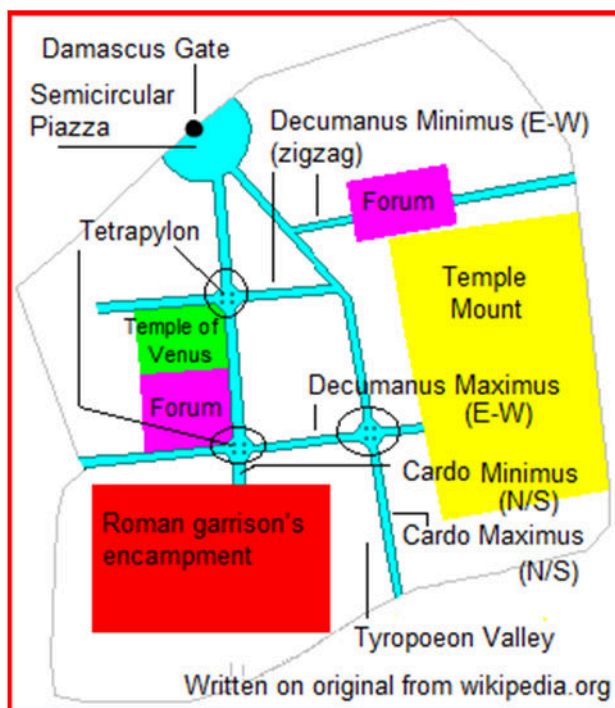 Damascus Gate
Semicircular
Piazza
Decumanus Minimus (E-W)
(zigzag)
Forum
Tetrapylon
Temple
Mount
Temple of
Venus
Forum
Decumanus Maximus
(E-W)
Cardo Minimus
(N/S)
Roman garrison's
encampment
Cardo Maximus
(N/S)
Tyropoeon Valley
Written on original from wikipedia.org